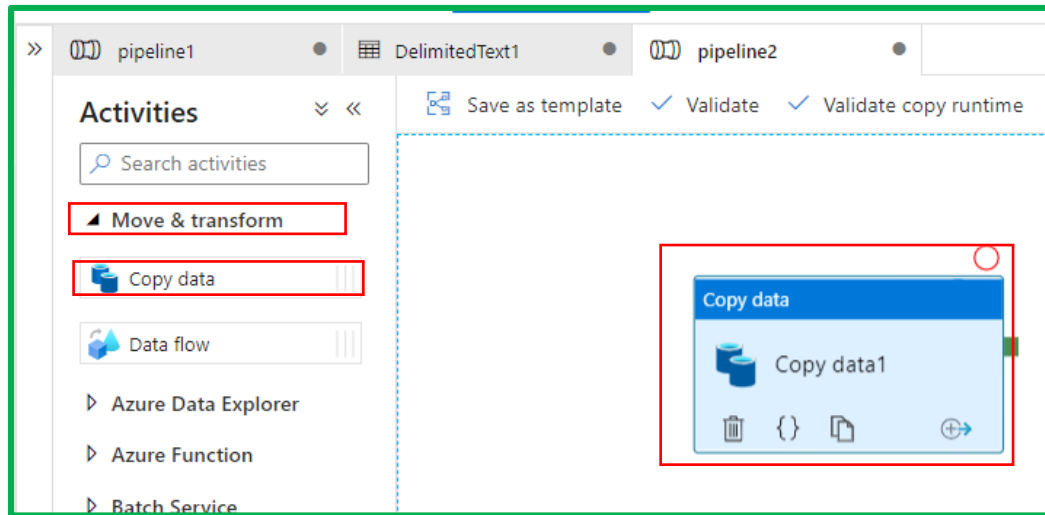 pipeline1
DelimitedText1
pipeline2
Activities
Save as template
Validate
Validate copy runtime
Search activities
Move & transform
Copy data
Data flow
Azure Data Explorer
Azure Function
Batch Service
Copy data
Copy data1